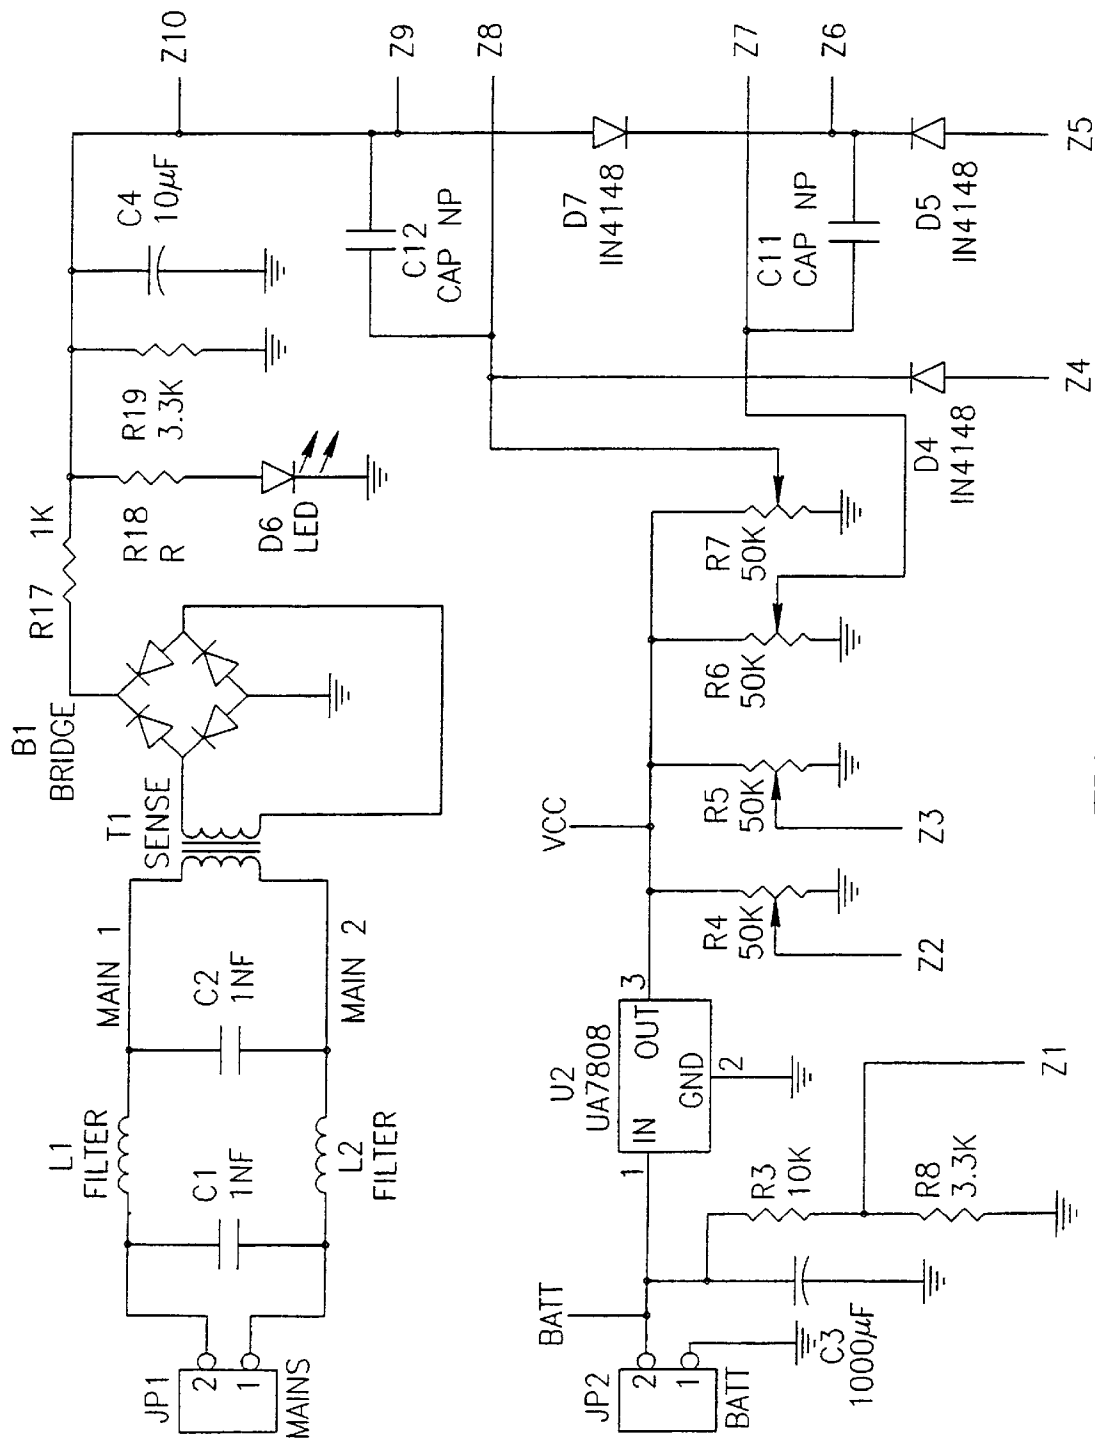 JP1
2
1
MAINS
L1
FILTER
C1
1NF
L2
FILTER
MAIN 1
C2
1NF
MAIN 2
T1
SENSE
B1
BRIDGE
R17 1K
R18
R
D6
LED
R19
3.3K
C4
10µF
Z10
C12
CAP NP
Z9
Z8
D7
IN4148
Z7
C11
CAP NP
Z6
D5
IN4148
Z5
D4
IN4148
Z4
JP2
2
1
BATT
BATT
C3
1000µF
R3
10K
R8
3.3K
Z1
U2
UA7808
1
IN OUT
3
GND
2
VCC
R4
50K
Z2
R5
50K
Z3
R6
50K
R7
50K